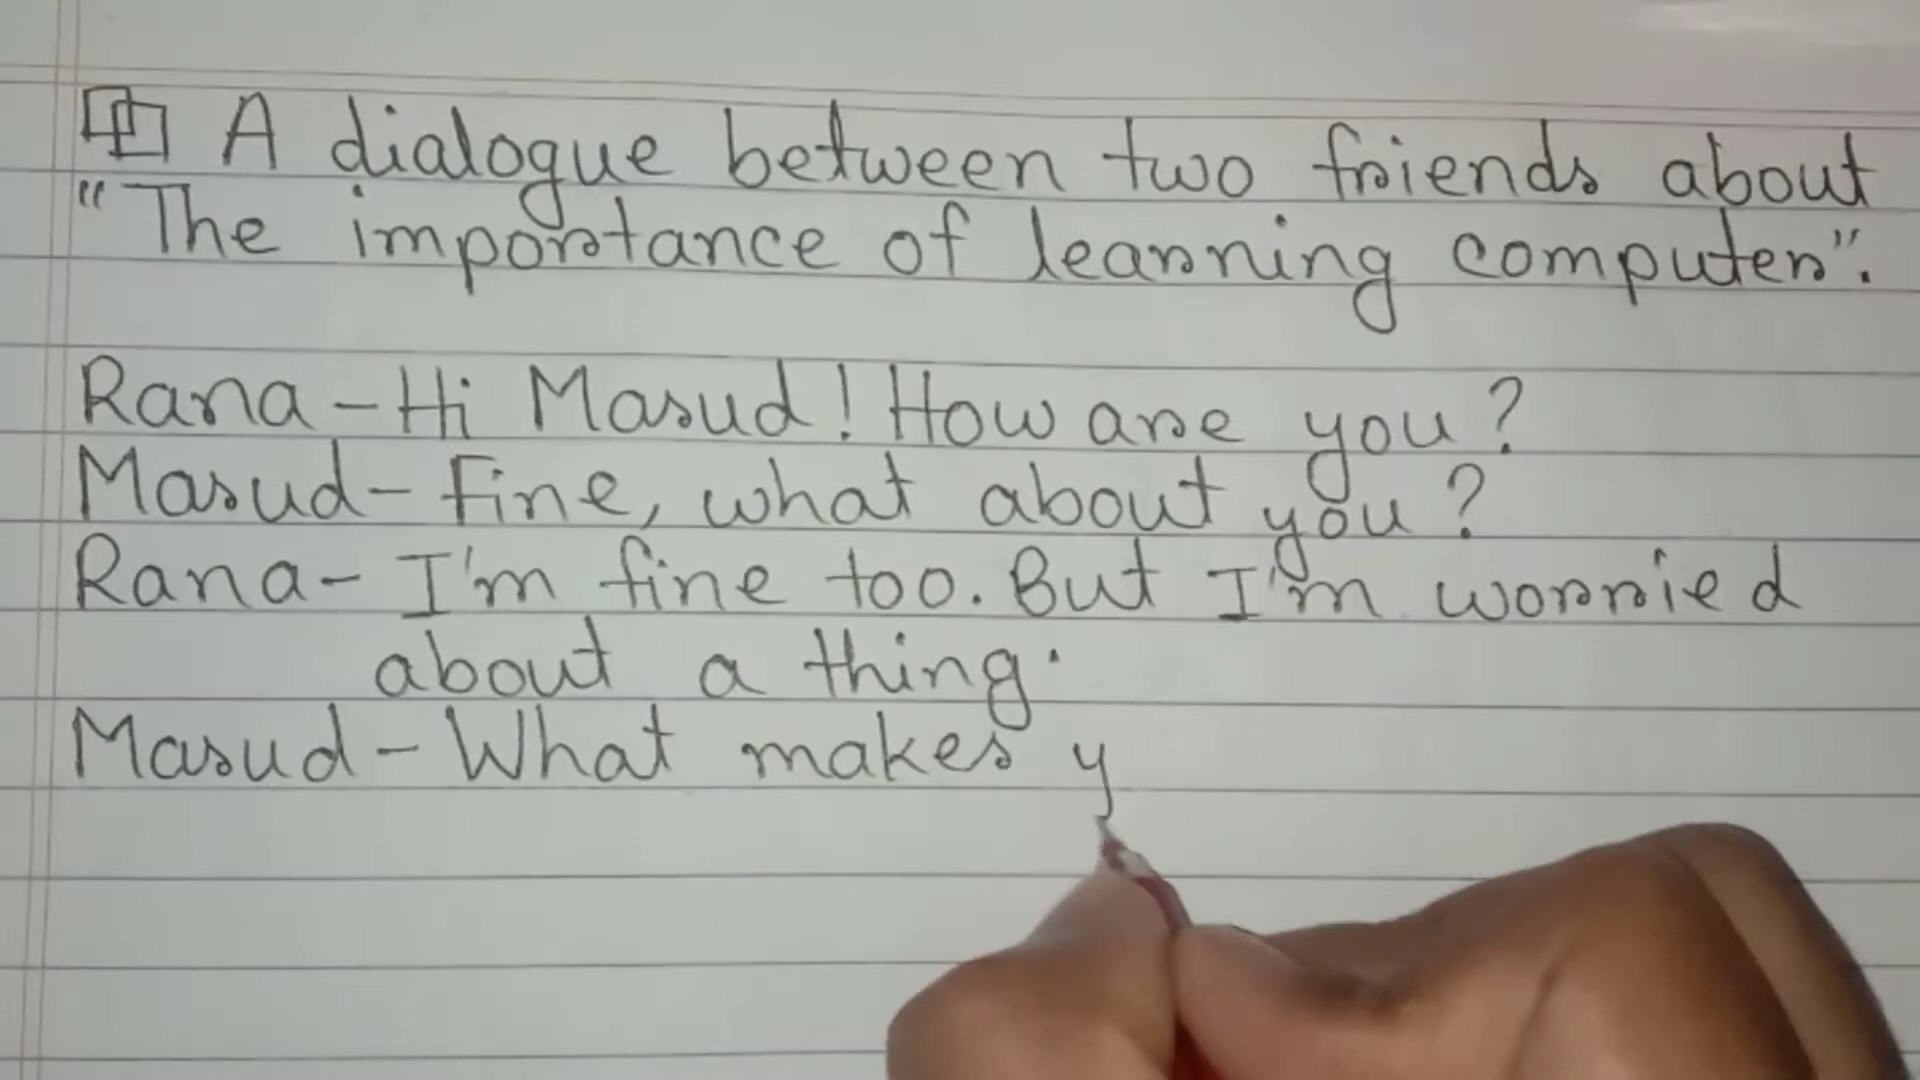 A dialogue between two friends about
"The importance of learning computer".
Rana-Hi Masud! How are you?
Masud- Fine, what about you?
Rana- I'm fine too. But I'm worried
about a thing.
Masud- What makes y